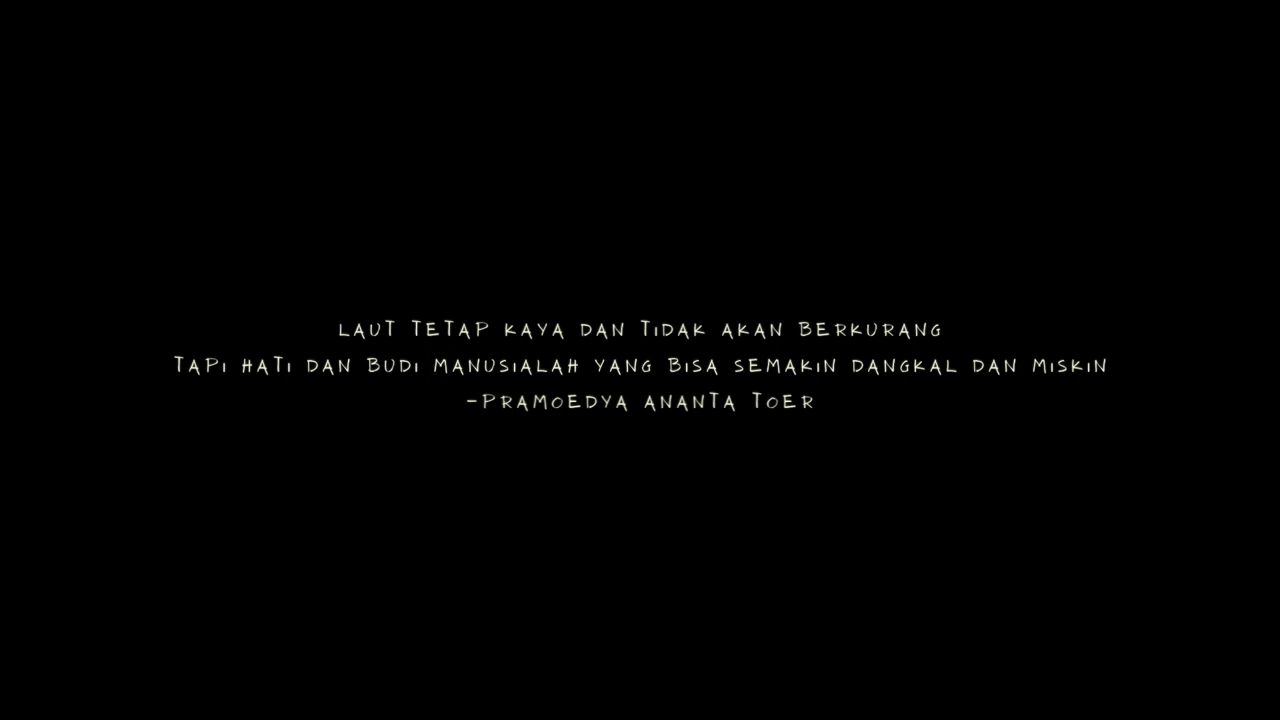 LAUT TETAP KAYA DAN TIDAK AKAN BERKURANG
TAPI HATI DAN BUDI MANUSIALAH YANG BISA SEMAKIN DANGKAL DAN MISKIN
-PRAMOEDYA ANANTA TOER